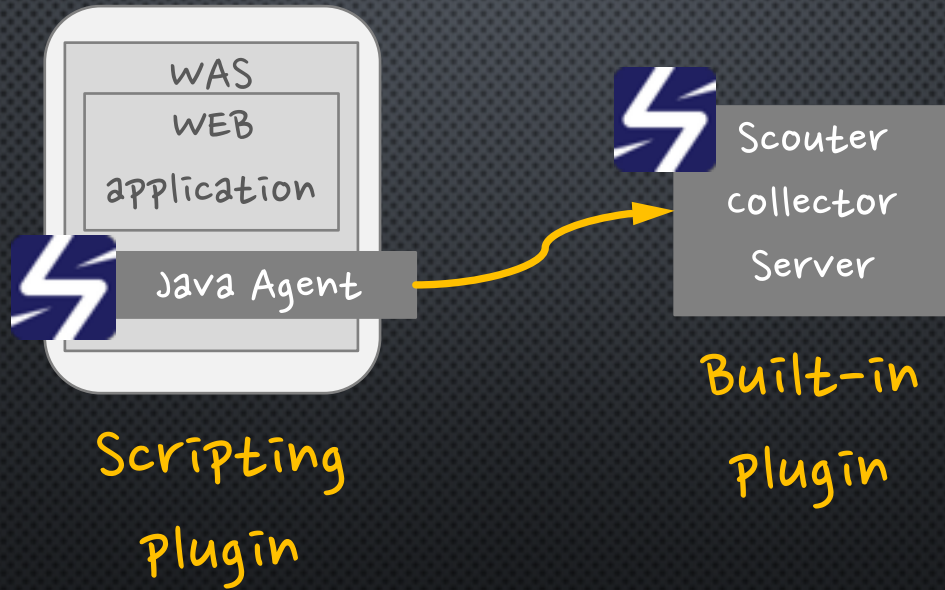 WAS
WEB
application
Java Agent
Scripting
plugin
Scouter
collector
Server
Built-in
plugin